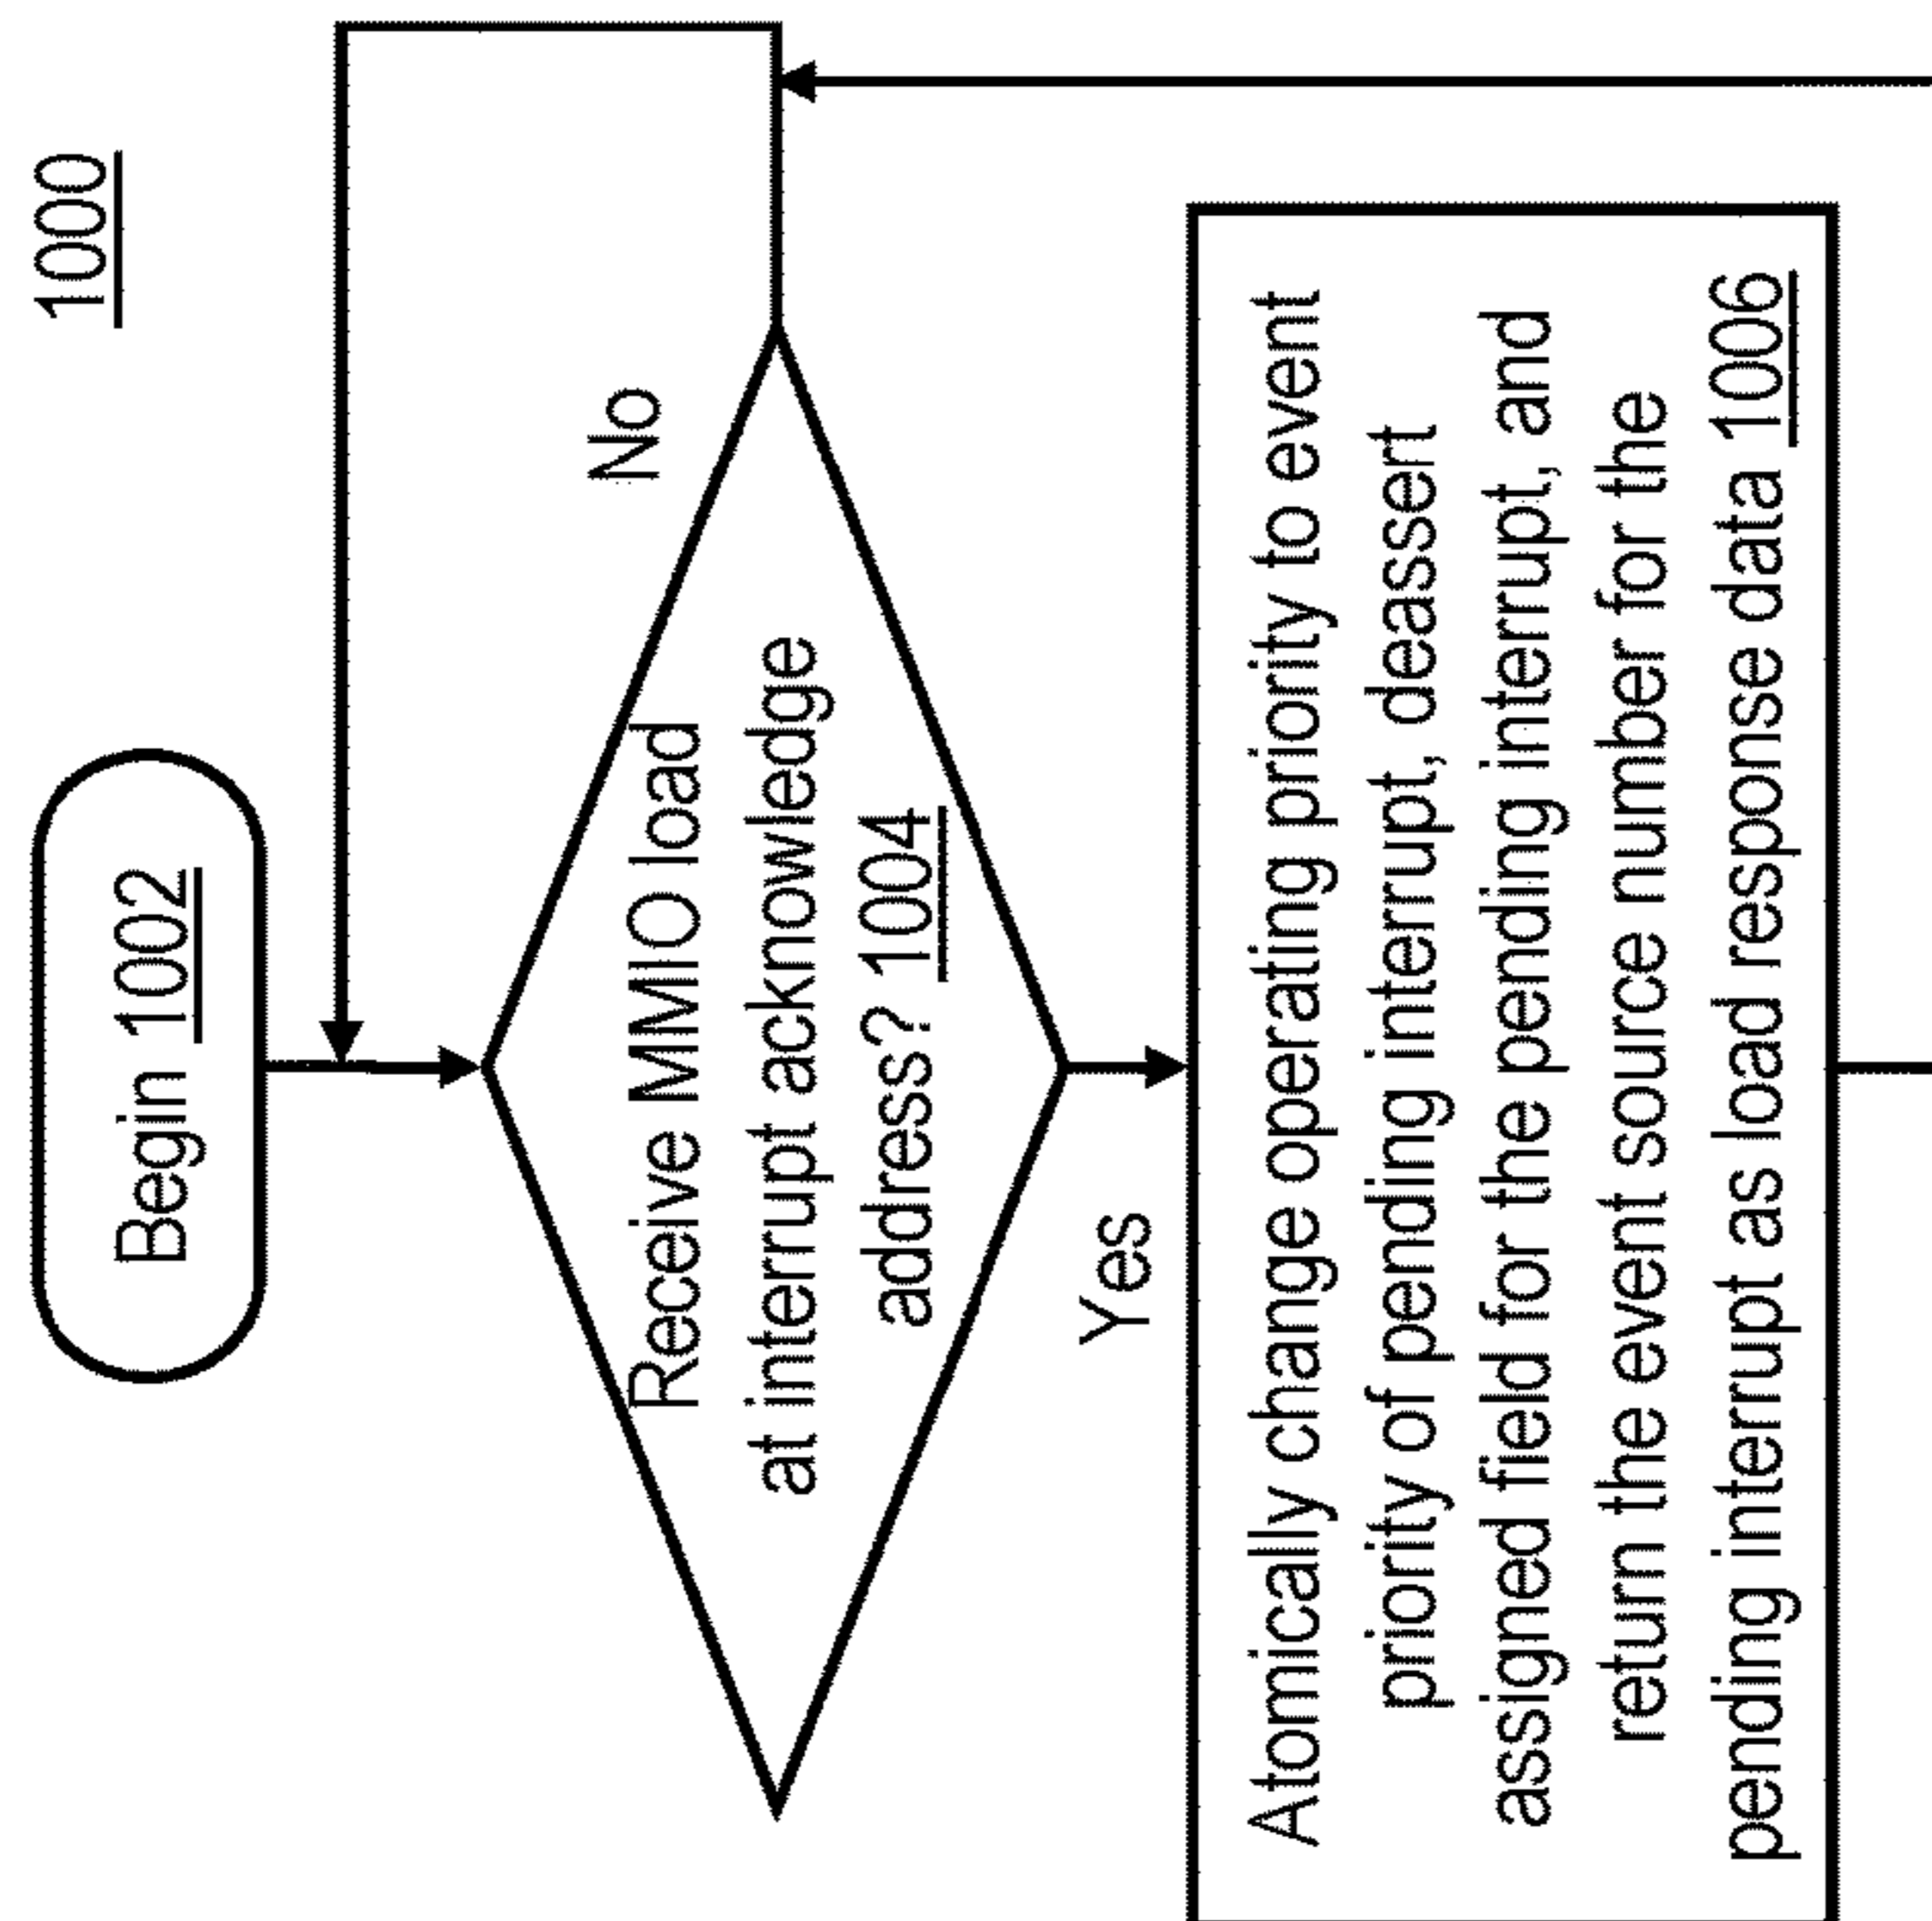 1000
Begin 1002
Receive MMIO load
at interrupt acknowledge
address? 1004
No
Yes
Atomically change operating priority to event
priority of pending interrupt, deassert
assigned field for the pending interrupt, and
return the event source number for the
pending interrupt as load response data 1006